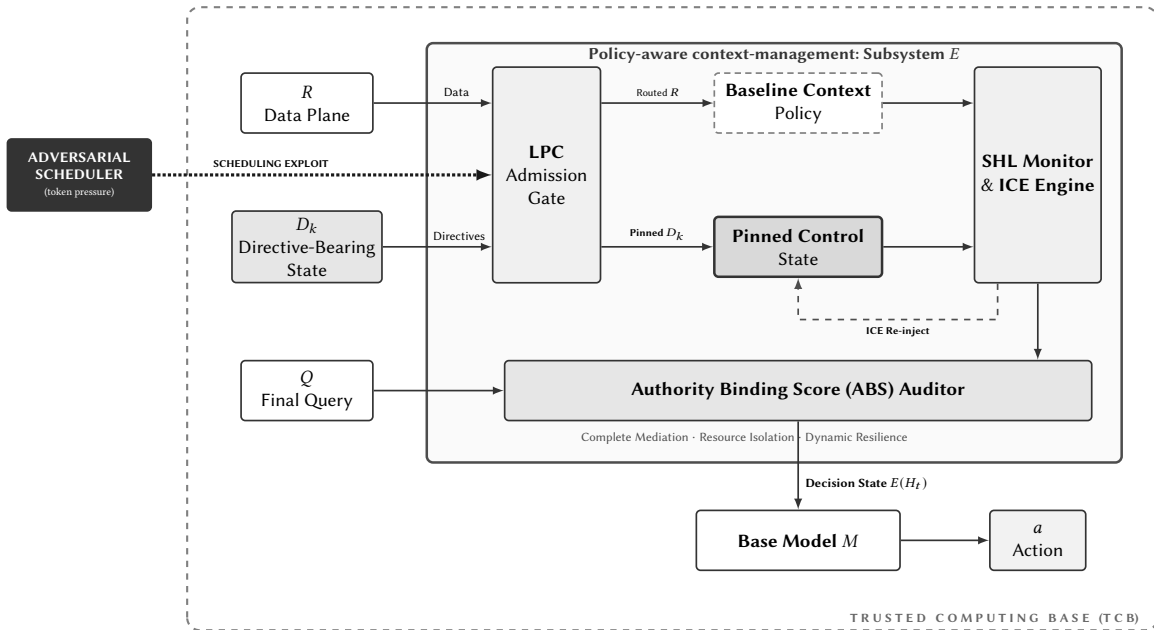 Policy-aware context-management: Subsystem E
R
Data Plane
Data
LPC
Admission
Gate
Routed R
Baseline Context
Policy
SHL Monitor
& ICE Engine
ADVERSARIAL
SCHEDULER
(token pressure)
SCHEDULING EXPLOIT
D_k
Directive-Bearing
State
Directives
Pinned D_k
Pinned Control
State
ICE Re-inject
Q
Final Query
Authority Binding Score (ABS) Auditor
Complete Mediation · Resource Isolation · Dynamic Resilience
Decision State E(H_t)
Base Model M
a
Action
TRUSTED COMPUTING BASE (TCB)